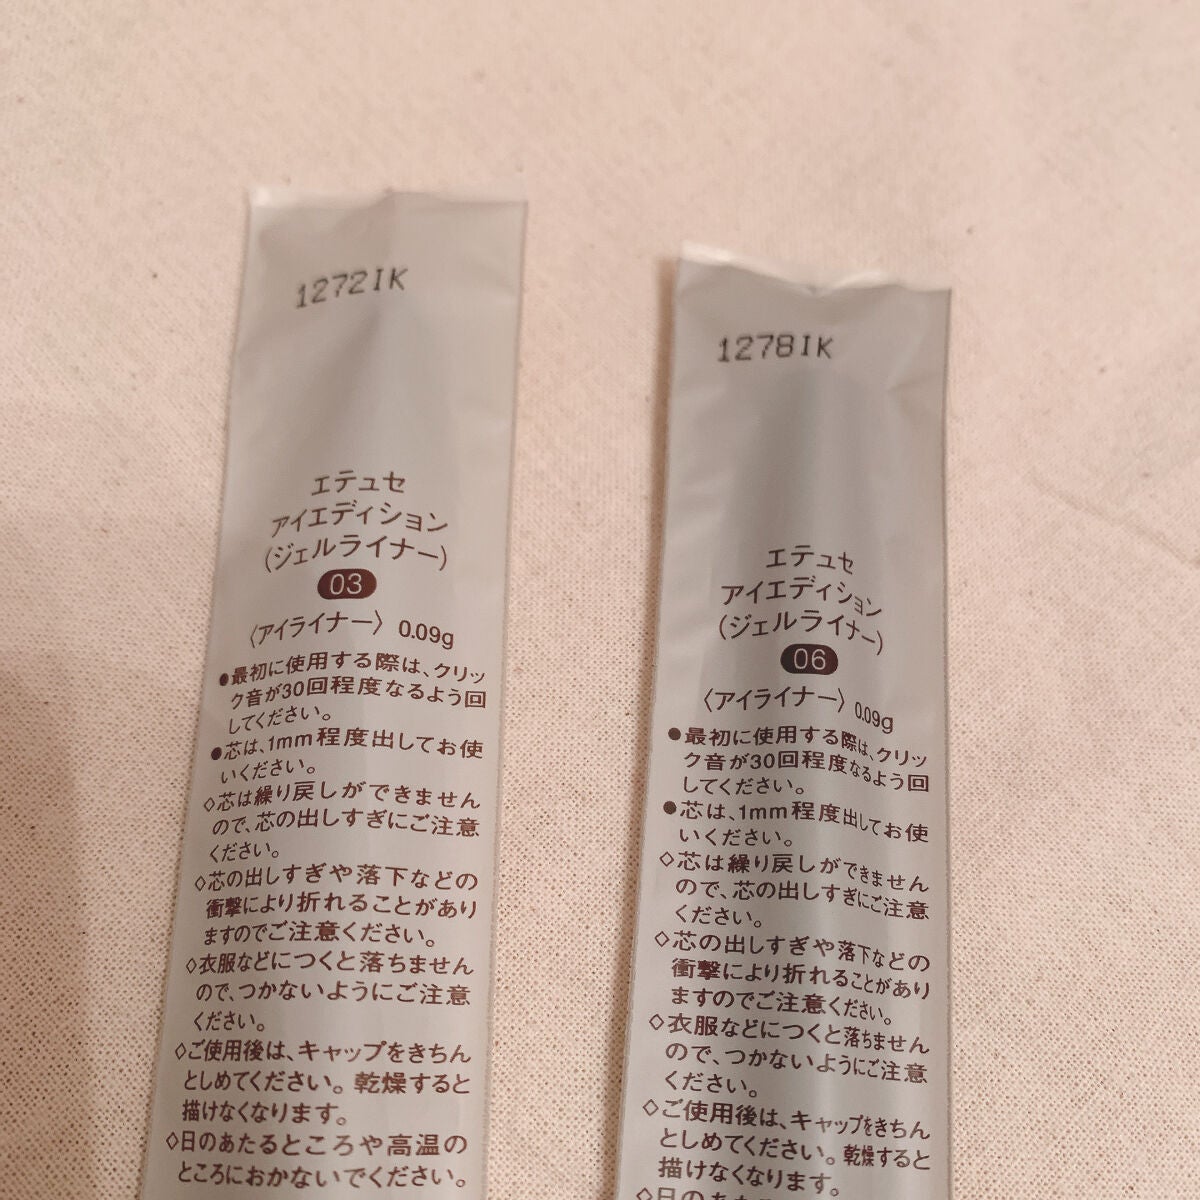 1272IK
エテュセ
アイエディション
(ジェルライナー)
03
〈アイライナー〉 0.09g
●最初に使用する際は、クリッ
ク音が30回程度なるよう回
してください。
●芯は、1mm程度出してお使
いください。
◇芯は繰り戻しができません
ので、芯の出しすぎにご注意
ください。
◇芯の出しすぎや落下などの
衝撃により折れることがあり
ますのでご注意ください。
◇衣服などにつくと落ちません
ので、つかないようにご注意
ください。
◇ご使用後は、キャップをきちん
としめてください。乾燥すると
描けなくなります。
◇日のあたるところや高温の
ところにおかないでください。
1278IK
エテュセ
アイエディション
(ジェルライナー)
06
〈アイライナー〉 0.09g
●最初に使用する際は、クリッ
ク音が30回程度なるよう回
してください。
●芯は、1mm程度出してお使
いください。
◇芯は繰り戻しができません
ので、芯の出しすぎにご注意
ください。
◇芯の出しすぎや落下などの
衝撃により折れることがあり
ますのでご注意ください。
◇衣服などにつくと落ちません
ので、つかないようにご注意
ください。
◇ご使用後は、キャップをきちん
としめてください。乾燥すると
描けなくなります。